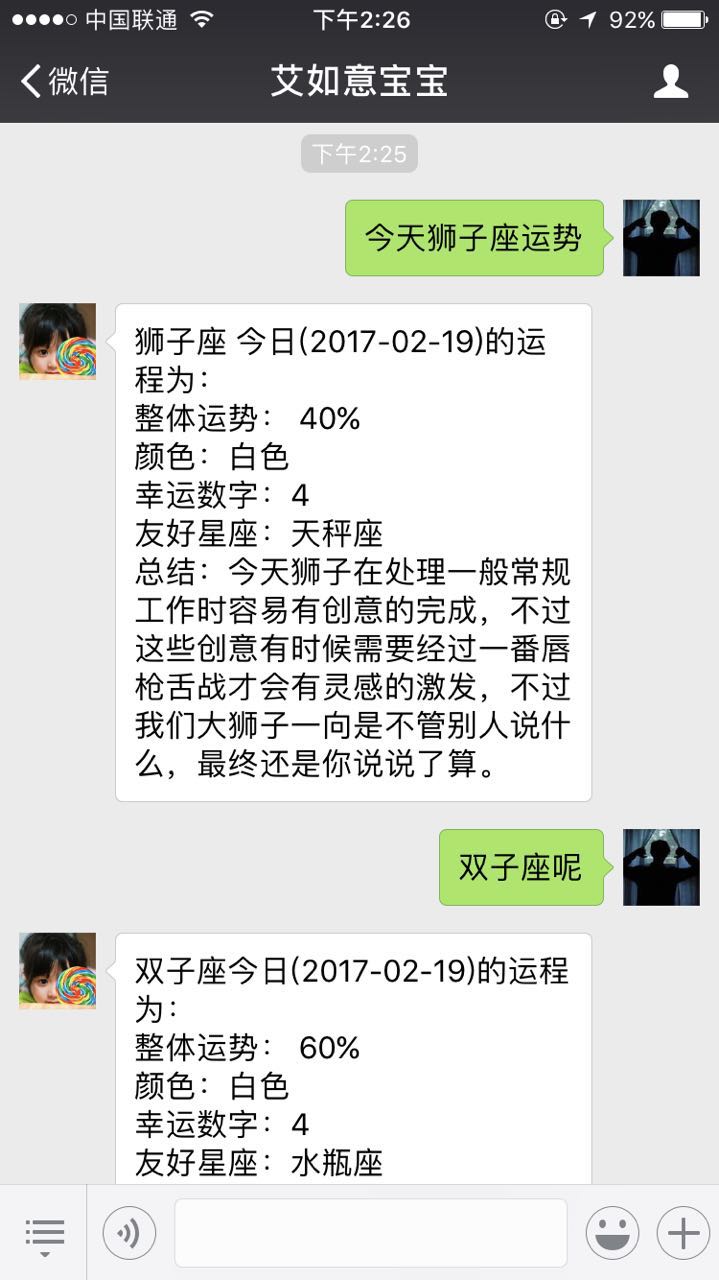 中国联通 下午2:26 92%
微信 艾如意宝宝
下午2:25
今天狮子座运势
狮子座 今日(2017-02-19)的运
程为：
整体运势： 40%
颜色：白色
幸运数字：4
友好星座：天秤座
总结：今天狮子在处理一般常规
工作时容易有创意的完成，不过
这些创意有时候需要经过一番唇
枪舌战才会有灵感的激发，不过
我们大狮子一向是不管别人说什
么，最终还是你说说了算。
双子座呢
双子座今日(2017-02-19)的运程
为：
整体运势： 60%
颜色：白色
幸运数字：4
友好星座：水瓶座